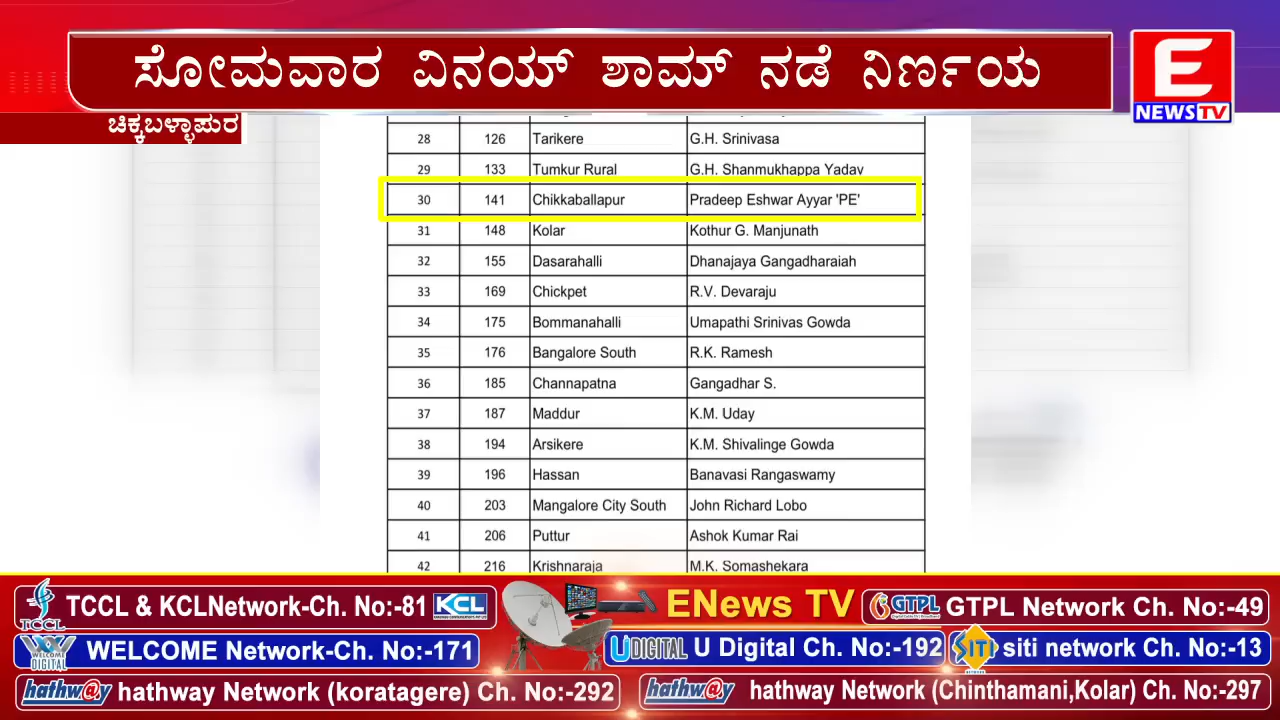 ಸೋಮವಾರ ವಿನಯ್ ಶಾಮ್ ನಡೆ ನಿರ್ಣಯ
E
NEWS TV
ಚಿಕ್ಕಬಳ್ಳಾಪುರ
28 126 Tarikere G.H. Srinivasa
29 133 Tumkur Rural G.H. Shanmukhappa Yadav
30 141 Chikkaballapur Pradeep Eshwar Ayyar 'PE'
31 148 Kolar Kothur G. Manjunath
32 155 Dasarahalli Dhanajaya Gangadharaiah
33 169 Chickpet R.V. Devaraju
34 175 Bommanahalli Umapathi Srinivas Gowda
35 176 Bangalore South R.K. Ramesh
36 185 Channapatna Gangadhar S.
37 187 Maddur K.M. Uday
38 194 Arsikere K.M. Shivalinge Gowda
39 196 Hassan Banavasi Rangaswamy
40 203 Mangalore City South John Richard Lobo
41 206 Puttur Ashok Kumar Rai
42 216 Krishnaraja M.K. Somashekara
TCCL TCCL & KCLNetwork-Ch. No:-81 KCL
ENews TV
GTPL GTPL Network Ch. No:-49
WELCOME DIGITAL WELCOME Network-Ch. No:-171
UDIGITAL U Digital Ch. No:-192
SITI NETWORK siti network Ch. No:-13
hathw@y hathway Network (koratagere) Ch. No:-292
hathw@y hathway Network (Chinthamani,Kolar) Ch. No:-297